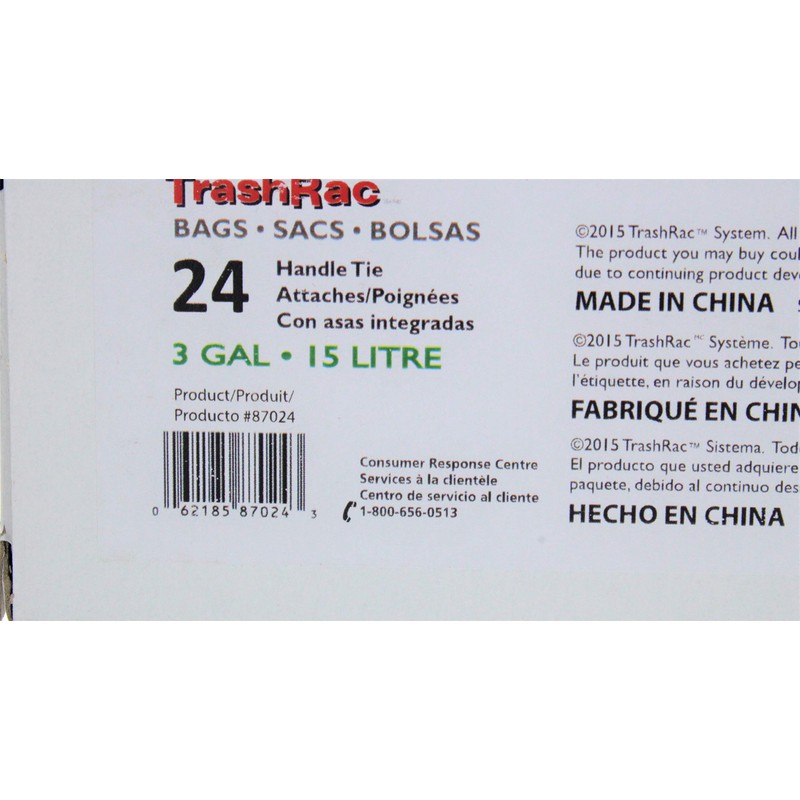 TrashRac
BAGS • SACS • BOLSAS
24
Handle Tie
Attaches/Poignées
Con asas integradas
3 GAL • 15 LITRE
Product/Produit/
Producto #87024
0 62185 87024 3
Consumer Response Centre
Services à la clientèle
Centro de servicio al cliente
1-800-656-0513
©2015 TrashRac™ System. All
The product you may buy coul
due to continuing product dev
MADE IN CHINA
©2015 TrashRac MC Système. To
Le produit que vous achetez pe
l'étiquette, en raison du dévelop
FABRIQUÉ EN CHIN
©2015 TrashRac™ Sistema. Tod
El producto que usted adquiere
paquete, debido al continuo des
HECHO EN CHINA